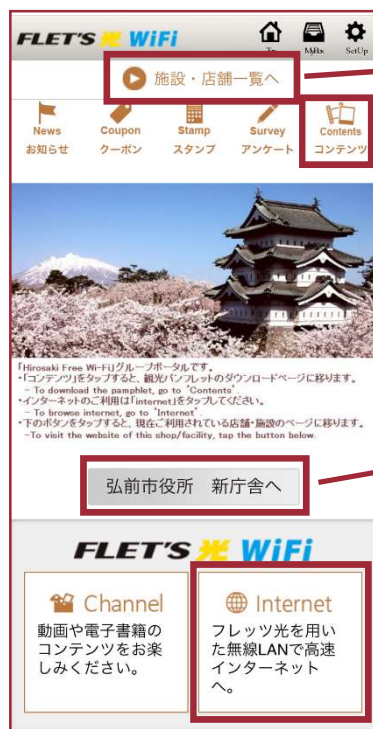 FLET'S 光 WiFi
Top MyBox SetUp
施設・店舗一覧へ
News Coupon Stamp Survey Contents
お知らせ クーポン スタンプ アンケート コンテンツ
「Hirosaki Free Wi-Fi」グループポータルです。
・「コンテンツ」をタップすると、観光パンフレットのダウンロードページに移ります。
- To download the pamphlet, go to 'Contents'.
・インターネットのご利用は「Internet」をタップしてください。
- To browse internet, go to 'Internet'.
・下のボタンをタップすると、現在ご利用されている店舗・施設のページに移ります。
-To visit the website of this shop/facility, tap the button below.
弘前市役所 新庁舎へ
FLET'S 光 WiFi
Channel
動画や電子書籍の
コンテンツをお楽
しみください。
Internet
フレッツ光を用い
た無線LANで高速
インターネット
へ。